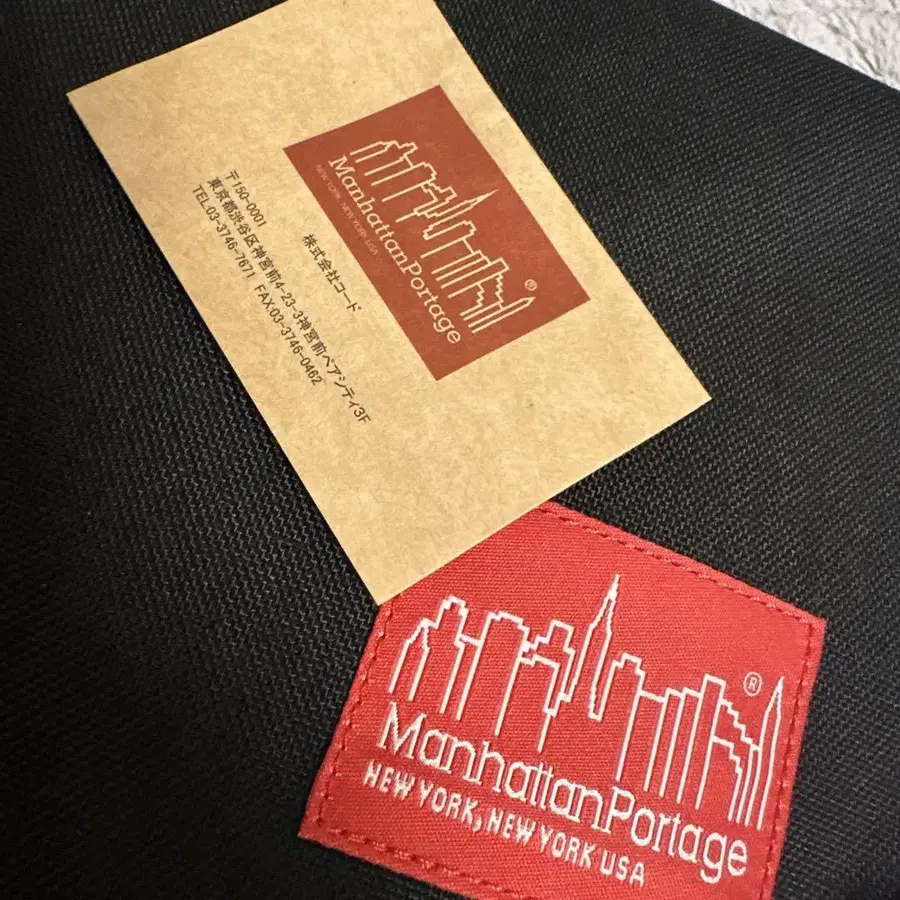 ManhattanPortage®
NEW YORK, NEW YORK USA
株式会社コード
〒150-0001
東京都渋谷区神宮前4-23-3神宮前ペアシティ3F
TEL:03-3746-7671 FAX:03-3746-0462
®
ManhattanPortage
NEW YORK, NEW YORK USA